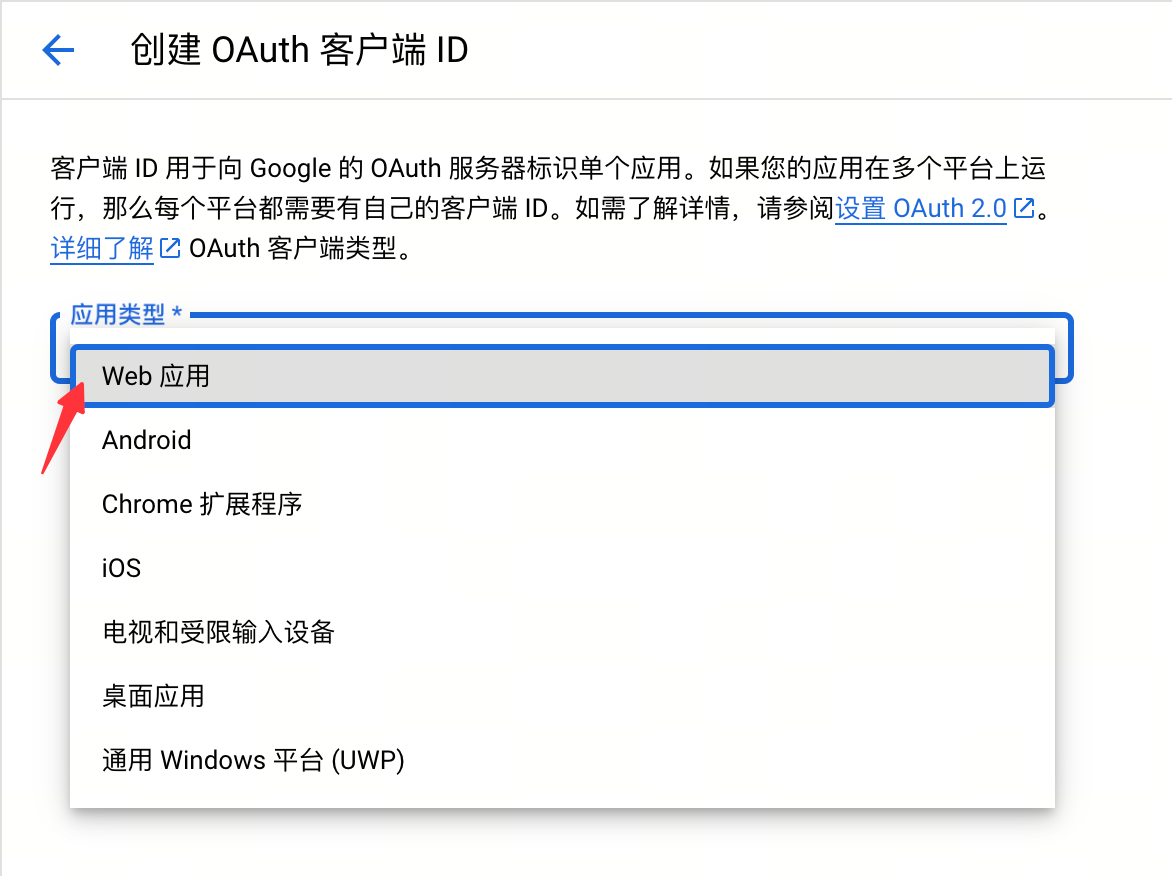 创建 OAuth 客户端 ID
客户端 ID 用于向 Google 的 OAuth 服务器标识单个应用。如果您的应用在多个平台上运
行，那么每个平台都需要有自己的客户端 ID。如需了解详情，请参阅设置 OAuth 2.0。
详细了解 OAuth 客户端类型。
应用类型 *
Web 应用
Android
Chrome 扩展程序
iOS
电视和受限输入设备
桌面应用
通用 Windows 平台 (UWP)